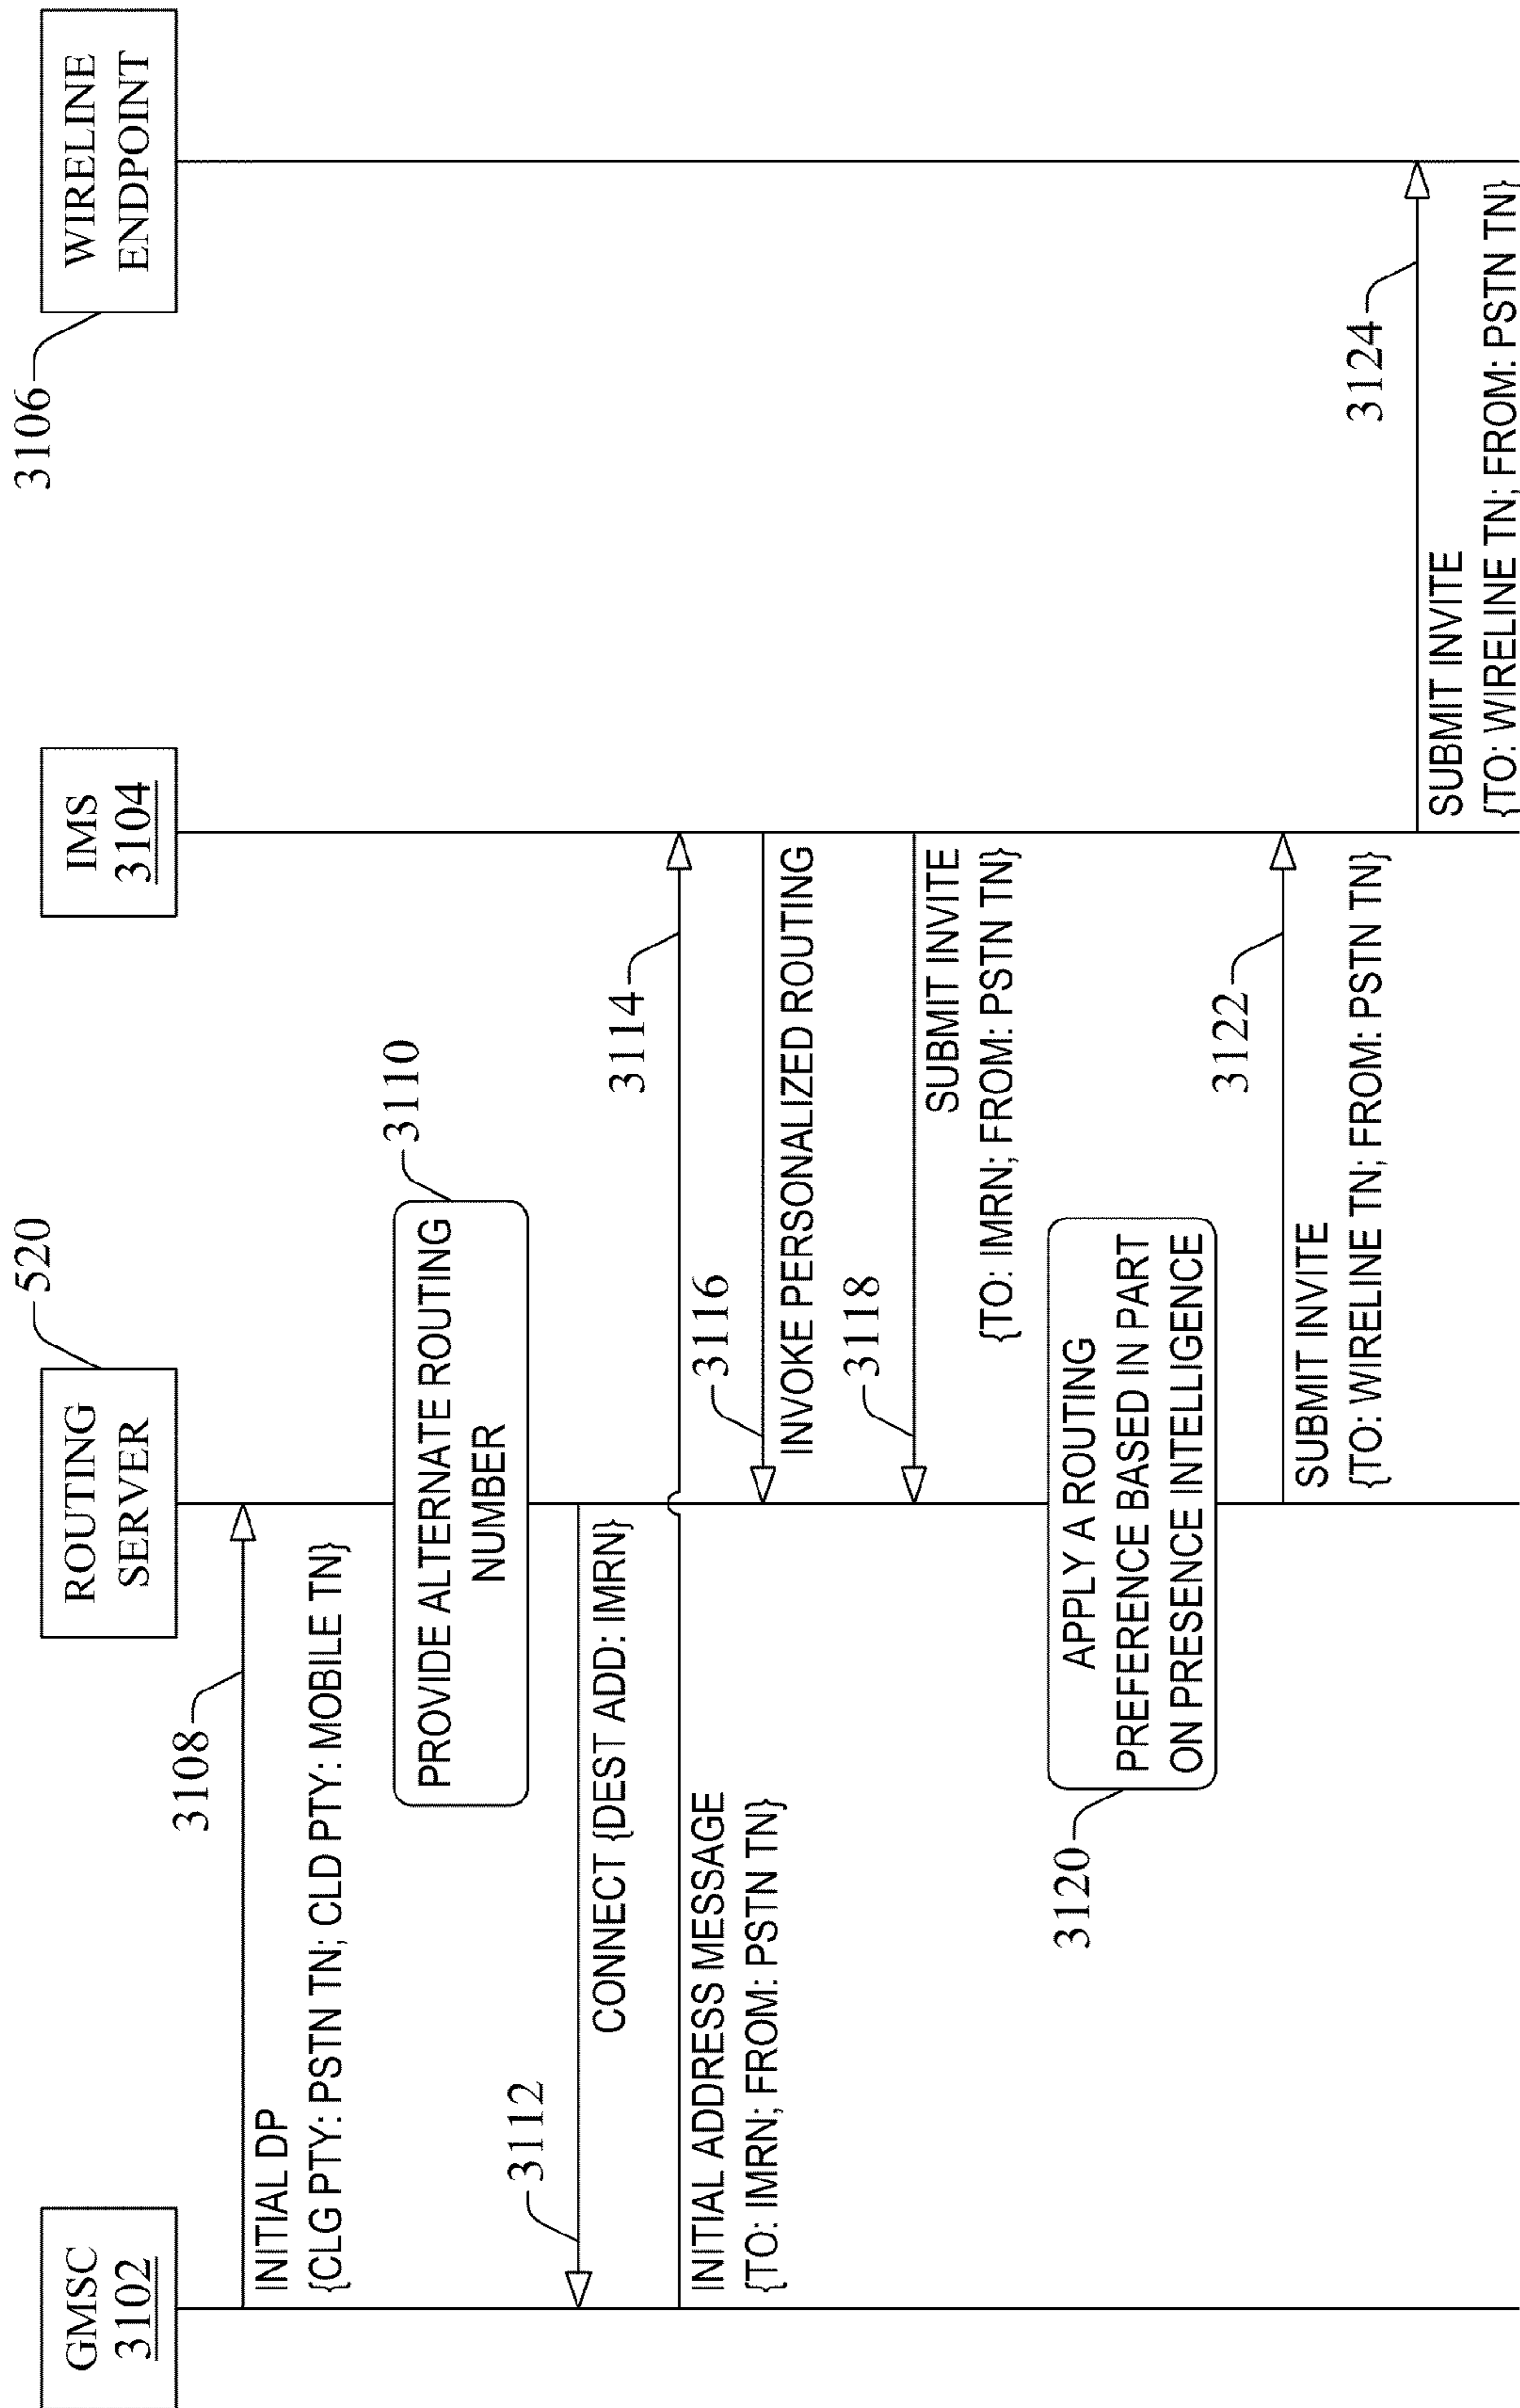 GMSC
3102
ROUTING
SERVER
520
IMS
3104
WIRELINE
ENDPOINT
3106
3108
INITIAL DP
{CLG PTY: PSTN TN; CLD PTY: MOBILE TN}
PROVIDE ALTERNATE ROUTING
NUMBER
3110
3112
CONNECT {DEST ADD: IMRN}
3114
INITIAL ADDRESS MESSAGE
{TO: IMRN; FROM: PSTN TN}
3116
INVOKE PERSONALIZED ROUTING
3118
SUBMIT INVITE
{TO: IMRN; FROM: PSTN TN}
APPLY A ROUTING
PREFERENCE BASED IN PART
ON PRESENCE INTELLIGENCE
3120
3122
SUBMIT INVITE
{TO: WIRELINE TN; FROM: PSTN TN}
3124
SUBMIT INVITE
{TO: WIRELINE TN; FROM: PSTN TN}